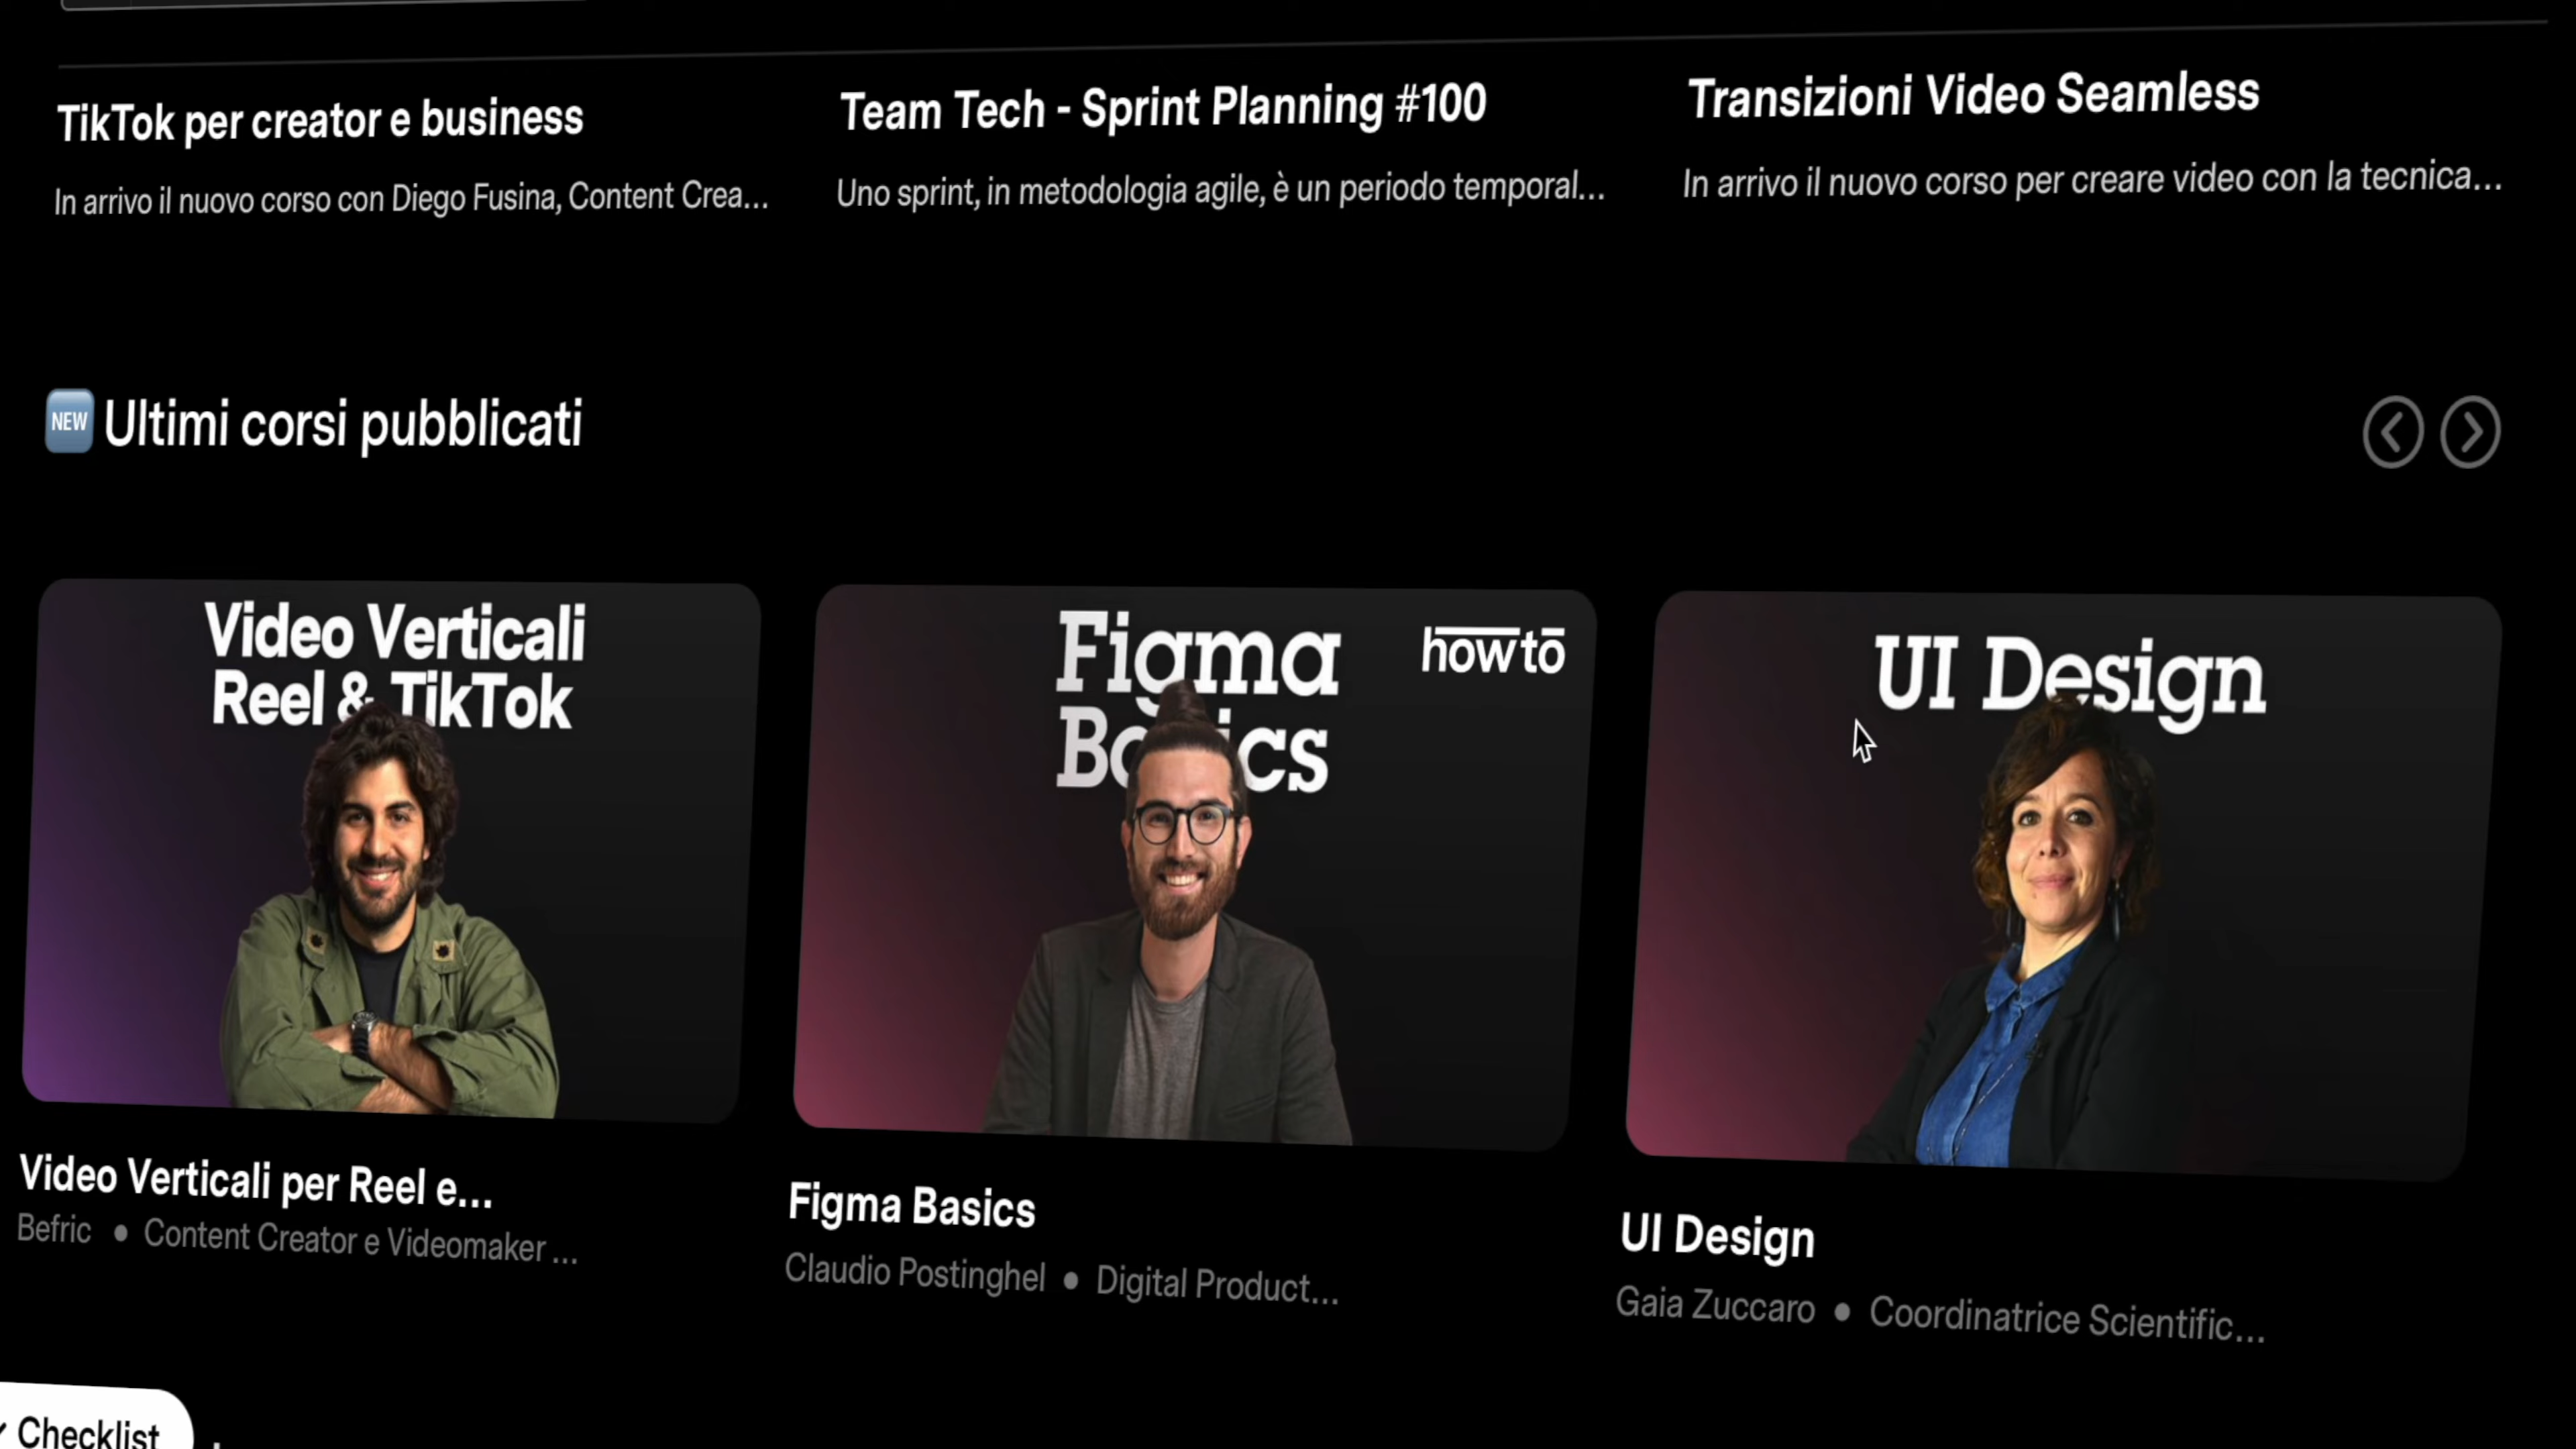 TikTok per creator e business
In arrivo il nuovo corso con Diego Fusina, Content Crea...
Team Tech - Sprint Planning #100
Uno sprint, in metodologia agile, è un periodo temporal...
Transizioni Video Seamless
In arrivo il nuovo corso per creare video con la tecnica...
NEW Ultimi corsi pubblicati
Video Verticali
Reel & TikTok
Figma
Basics
howto
UI Design
Video Verticali per Reel e...
Befric • Content Creator e Videomaker ...
Figma Basics
Claudio Postinghel • Digital Product...
UI Design
Gaia Zuccaro • Coordinatrice Scientific...
Checklist